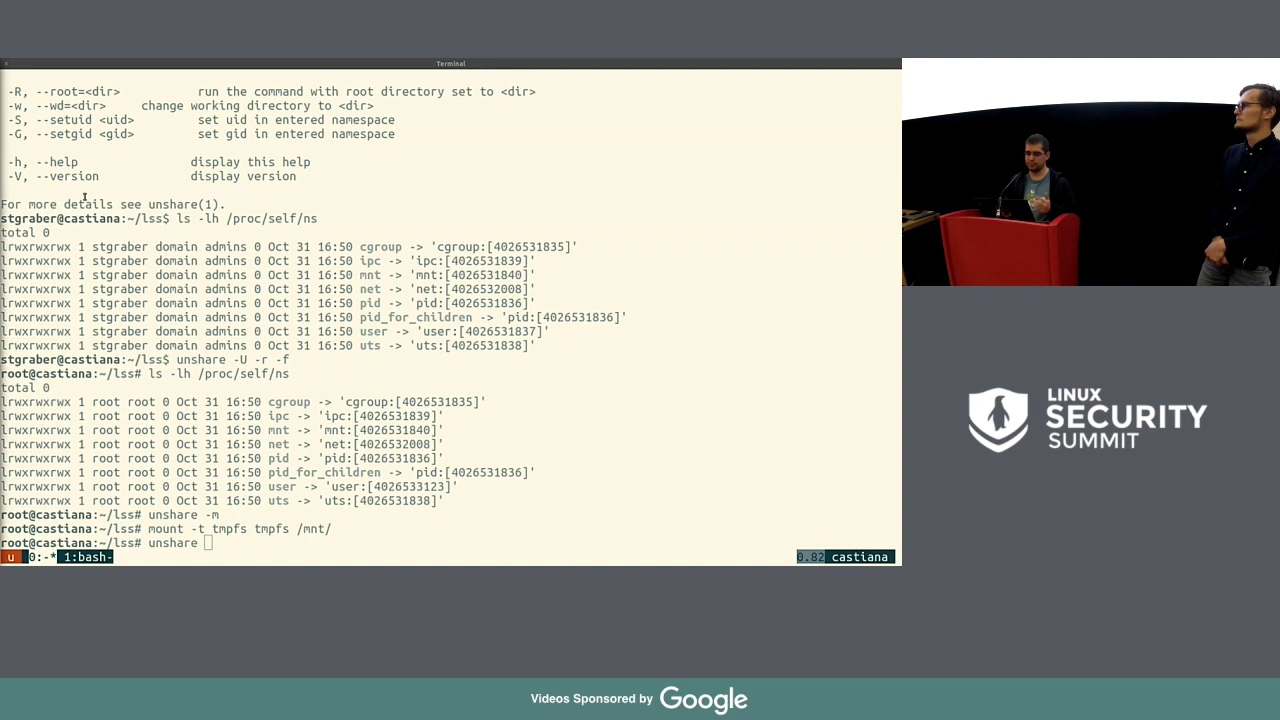 Terminal
-R, --root=<dir> run the command with root directory set to <dir>
-w, --wd=<dir> change working directory to <dir>
-S, --setuid <uid> set uid in entered namespace
-G, --setgid <gid> set gid in entered namespace
-h, --help display this help
-V, --version display version
For more details see unshare(1).
stgraber@castiana:~/lss$ ls -lh /proc/self/ns
total 0
lrwxrwxrwx 1 stgraber domain admins 0 Oct 31 16:50 cgroup -> 'cgroup:[4026531835]'
lrwxrwxrwx 1 stgraber domain admins 0 Oct 31 16:50 ipc -> 'ipc:[4026531839]'
lrwxrwxrwx 1 stgraber domain admins 0 Oct 31 16:50 mnt -> 'mnt:[4026531840]'
lrwxrwxrwx 1 stgraber domain admins 0 Oct 31 16:50 net -> 'net:[4026532008]'
lrwxrwxrwx 1 stgraber domain admins 0 Oct 31 16:50 pid -> 'pid:[4026531836]'
lrwxrwxrwx 1 stgraber domain admins 0 Oct 31 16:50 pid_for_children -> 'pid:[4026531836]'
lrwxrwxrwx 1 stgraber domain admins 0 Oct 31 16:50 user -> 'user:[4026531837]'
lrwxrwxrwx 1 stgraber domain admins 0 Oct 31 16:50 uts -> 'uts:[4026531838]'
stgraber@castiana:~/lss$ unshare -U -r -f
root@castiana:~/lss# ls -lh /proc/self/ns
total 0
lrwxrwxrwx 1 root root 0 Oct 31 16:50 cgroup -> 'cgroup:[4026531835]'
lrwxrwxrwx 1 root root 0 Oct 31 16:50 ipc -> 'ipc:[4026531839]'
lrwxrwxrwx 1 root root 0 Oct 31 16:50 mnt -> 'mnt:[4026531840]'
lrwxrwxrwx 1 root root 0 Oct 31 16:50 net -> 'net:[4026532008]'
lrwxrwxrwx 1 root root 0 Oct 31 16:50 pid -> 'pid:[4026531836]'
lrwxrwxrwx 1 root root 0 Oct 31 16:50 pid_for_children -> 'pid:[4026531836]'
lrwxrwxrwx 1 root root 0 Oct 31 16:50 user -> 'user:[4026533123]'
lrwxrwxrwx 1 root root 0 Oct 31 16:50 uts -> 'uts:[4026531838]'
root@castiana:~/lss# unshare -m
root@castiana:~/lss# mount -t tmpfs tmpfs /mnt/
root@castiana:~/lss# unshare
u 0:-* 1:bash- 0.82 castiana
LINUX
SECURITY
SUMMIT
Videos Sponsored by Google